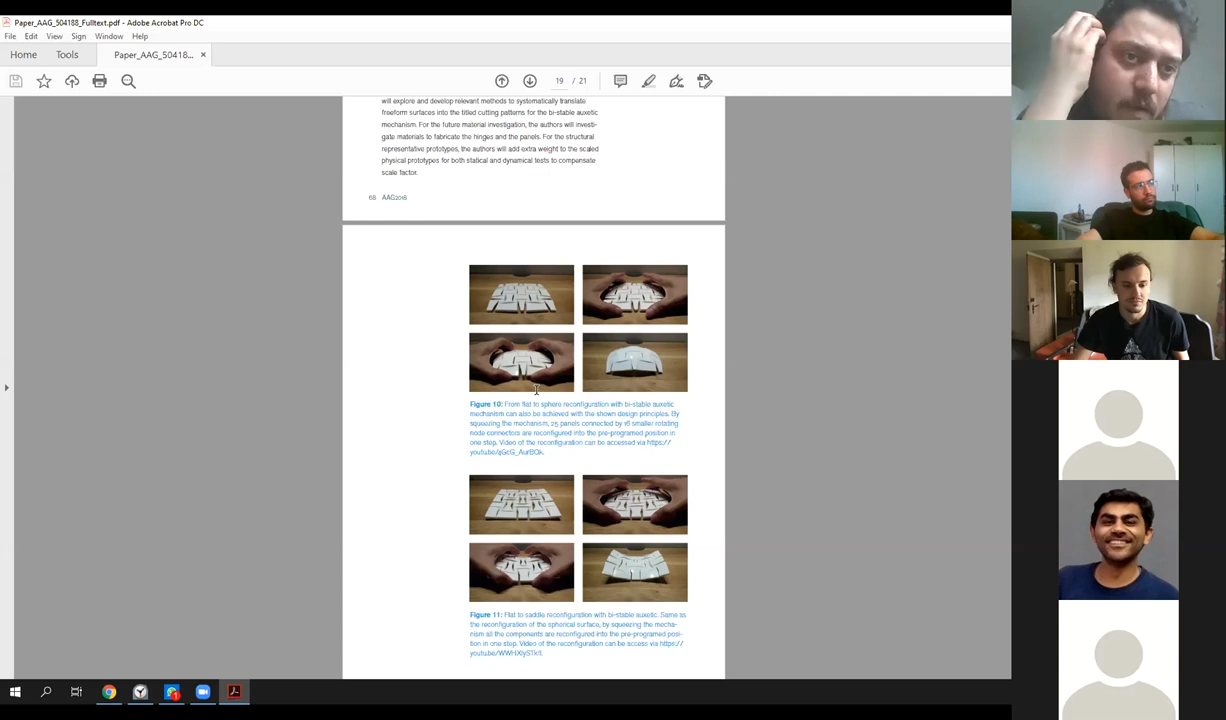 Paper_AAG_504188_Fulltext.pdf - Adobe Acrobat Pro DC
File Edit View Sign Window Help
Home Tools Paper_AAG_50418... ×
19 / 21
will explore and develop relevant methods to systematically translate
freeform surfaces into the titled cutting patterns for the bi-stable auxetic
mechanism. For the future material investigation, the authors will investi-
gate materials to fabricate the hinges and the panels. For the structural
representative prototypes, the authors will add extra weight to the scaled
physical prototypes for both statical and dynamical tests to compensate
scale factor.
68 AAG2018
Figure 10: From flat to sphere reconfiguration with bi-stable auxetic
mechanism can also be achieved with the shown design principles. By
squeezing the mechanism, 25 panels connected by 16 smaller rotating
node connectors are reconfigured into the pre-programed position in
one step. Video of the reconfiguration can be accessed via https://
Figure 11: Flat to saddle reconfiguration with bi-stable auxetic. Same as
the reconfiguration of the spherical surface, by squeezing the mecha-
nism all the components are reconfigured into the pre-programed posi-
tion in one step. Video of the reconfiguration can be access via https://